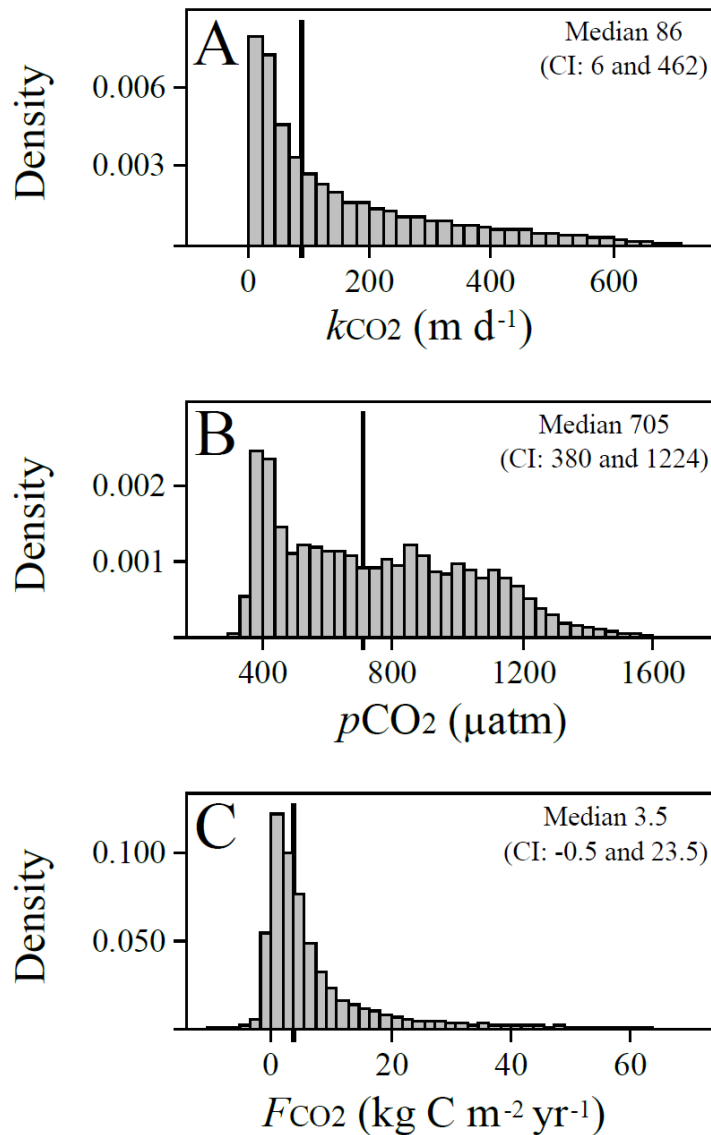 A
Median 86
(CI: 6 and 462)
Density
0.006
0.003
0 200 400 600
kCO2 (m d-1)
B
Median 705
(CI: 380 and 1224)
Density
0.002
0.001
400 800 1200 1600
pCO2 (µatm)
C
Median 3.5
(CI: -0.5 and 23.5)
Density
0.100
0.050
0 20 40 60
FCO2 (kg C m-2 yr-1)